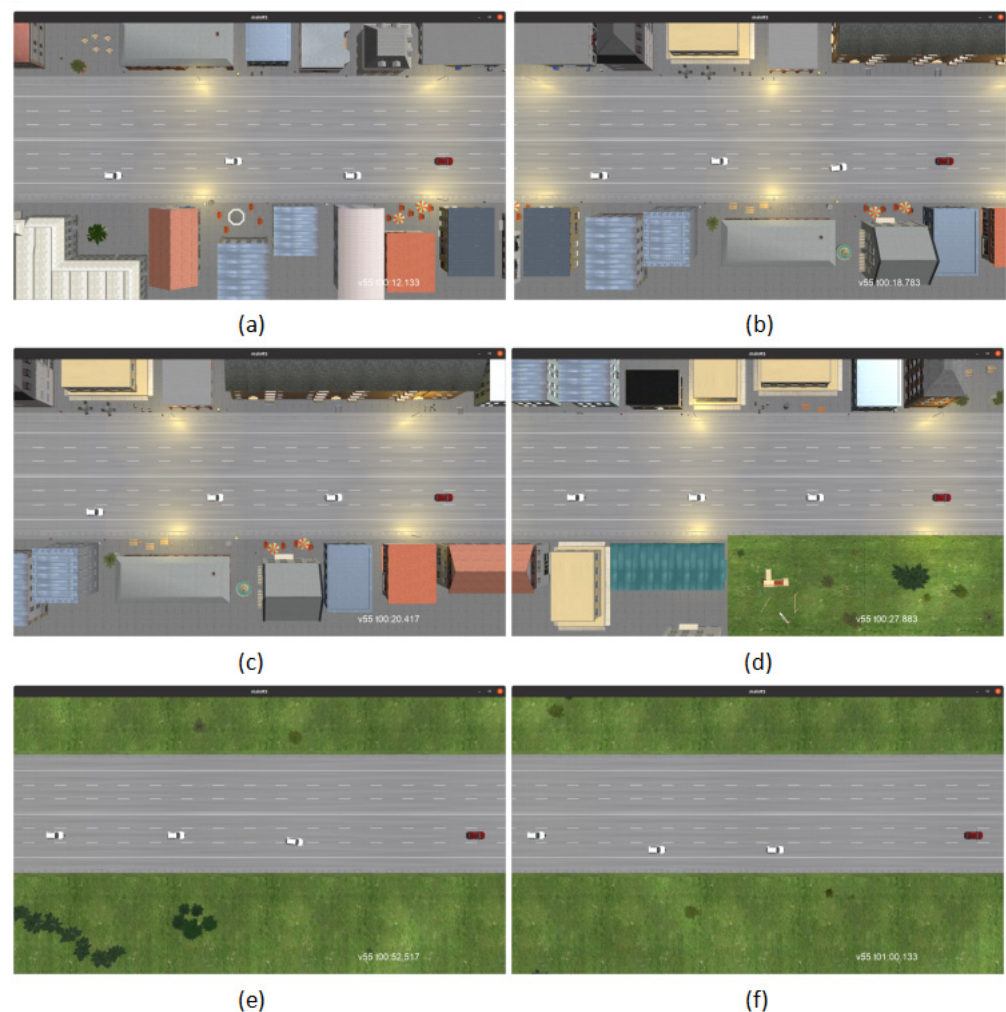 v55 t00:12.133
v55 t00:18.783
(a)
(b)
v55 t00:20.417
v55 t00:27.883
(c)
(d)
v55 t00:52.517
v55 t01:00.133
(e)
(f)